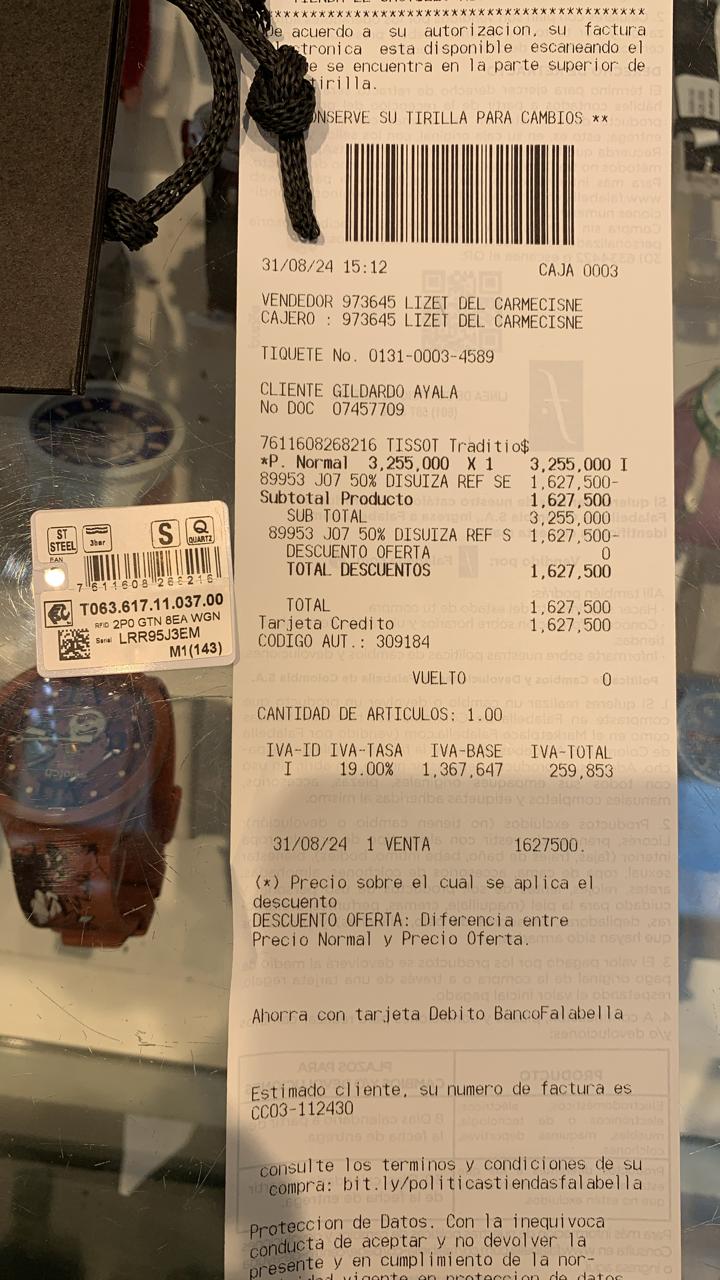 ****************************************
De acuerdo a su autorizacion, su factura
esta disponible escaneando el
se encuentra en la parte superior de
tirilla.
CONSERVE SU TIRILLA PARA CAMBIOS **
31/08/24 15:12 CAJA 0003
VENDEDOR 973645 LIZET DEL CARMECISNE
CAJERO : 973645 LIZET DEL CARMECISNE
TIQUETE No. 0131-0003-4589
CLIENTE GILDARDO AYALA
No DOC 07457709
7611608268216 TISSOT Traditio$
*P. Normal 3,255,000 X 1 3,255,000 I
89953 J07 50% DISUIZA REF SE 1,627,500-
Subtotal Producto 1,627,500
SUB TOTAL 3,255,000
89953 J07 50% DISUIZA REF S 1,627,500-
DESCUENTO OFERTA 0
TOTAL DESCUENTOS 1,627,500
TOTAL 1,627,500
Tarjeta Credito 1,627,500
CODIGO AUT.: 309184
VUELTO 0
CANTIDAD DE ARTICULOS: 1.00
IVA-ID IVA-TASA IVA-BASE IVA-TOTAL
I 19.00% 1,367,647 259,853
31/08/24 1 VENTA 1627500.
(*) Precio sobre el cual se aplica el
descuento
DESCUENTO OFERTA: Diferencia entre
Precio Normal y Precio Oferta.
Ahorra con tarjeta Debito BancoFalabella
Estimado cliente, su numero de factura es
CC03-112430
consulte los terminos y condiciones de su
compra: bit.ly/politicastiendasfalabella
Proteccion de Datos. Con la inequivoca
conducta de aceptar y no devolver la
presente y en cumplimiento de la nor-
vigente en proteccion de datos
ST
STEEL
3bar
S
Q
QUARTZ
EAN
7 611608 268216
T063.617.11.037.00
RFID 2P0 GTN 8EA WGN
Serial LRR95J3EM
M1(143)